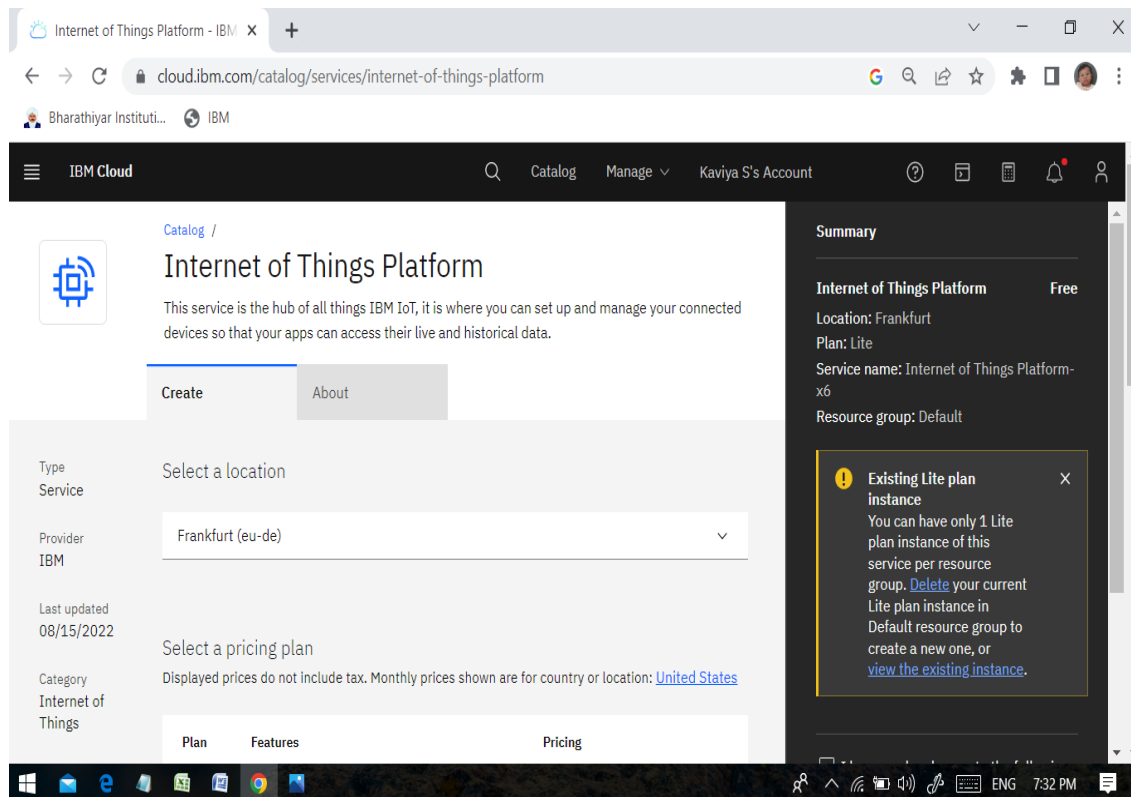 Internet of Things Platform - IBM
cloud.ibm.com/catalog/services/internet-of-things-platform
Bharathiyar Instituti...
IBM
IBM Cloud
Catalog
Manage
Kaviya S's Account
Catalog /
Internet of Things Platform
This service is the hub of all things IBM IoT, it is where you can set up and manage your connected
devices so that your apps can access their live and historical data.
Create
About
Type
Service
Provider
IBM
Last updated
08/15/2022
Category
Internet of
Things
Select a location
Frankfurt (eu-de)
Select a pricing plan
Displayed prices do not include tax. Monthly prices shown are for country or location: United States
Plan
Features
Pricing
Summary
Internet of Things Platform
Free
Location: Frankfurt
Plan: Lite
Service name: Internet of Things Platform-
x6
Resource group: Default
Existing Lite plan
instance
You can have only 1 Lite
plan instance of this
service per resource
group. Delete your current
Lite plan instance in
Default resource group to
create a new one, or
view the existing instance.
ENG
7:32 PM